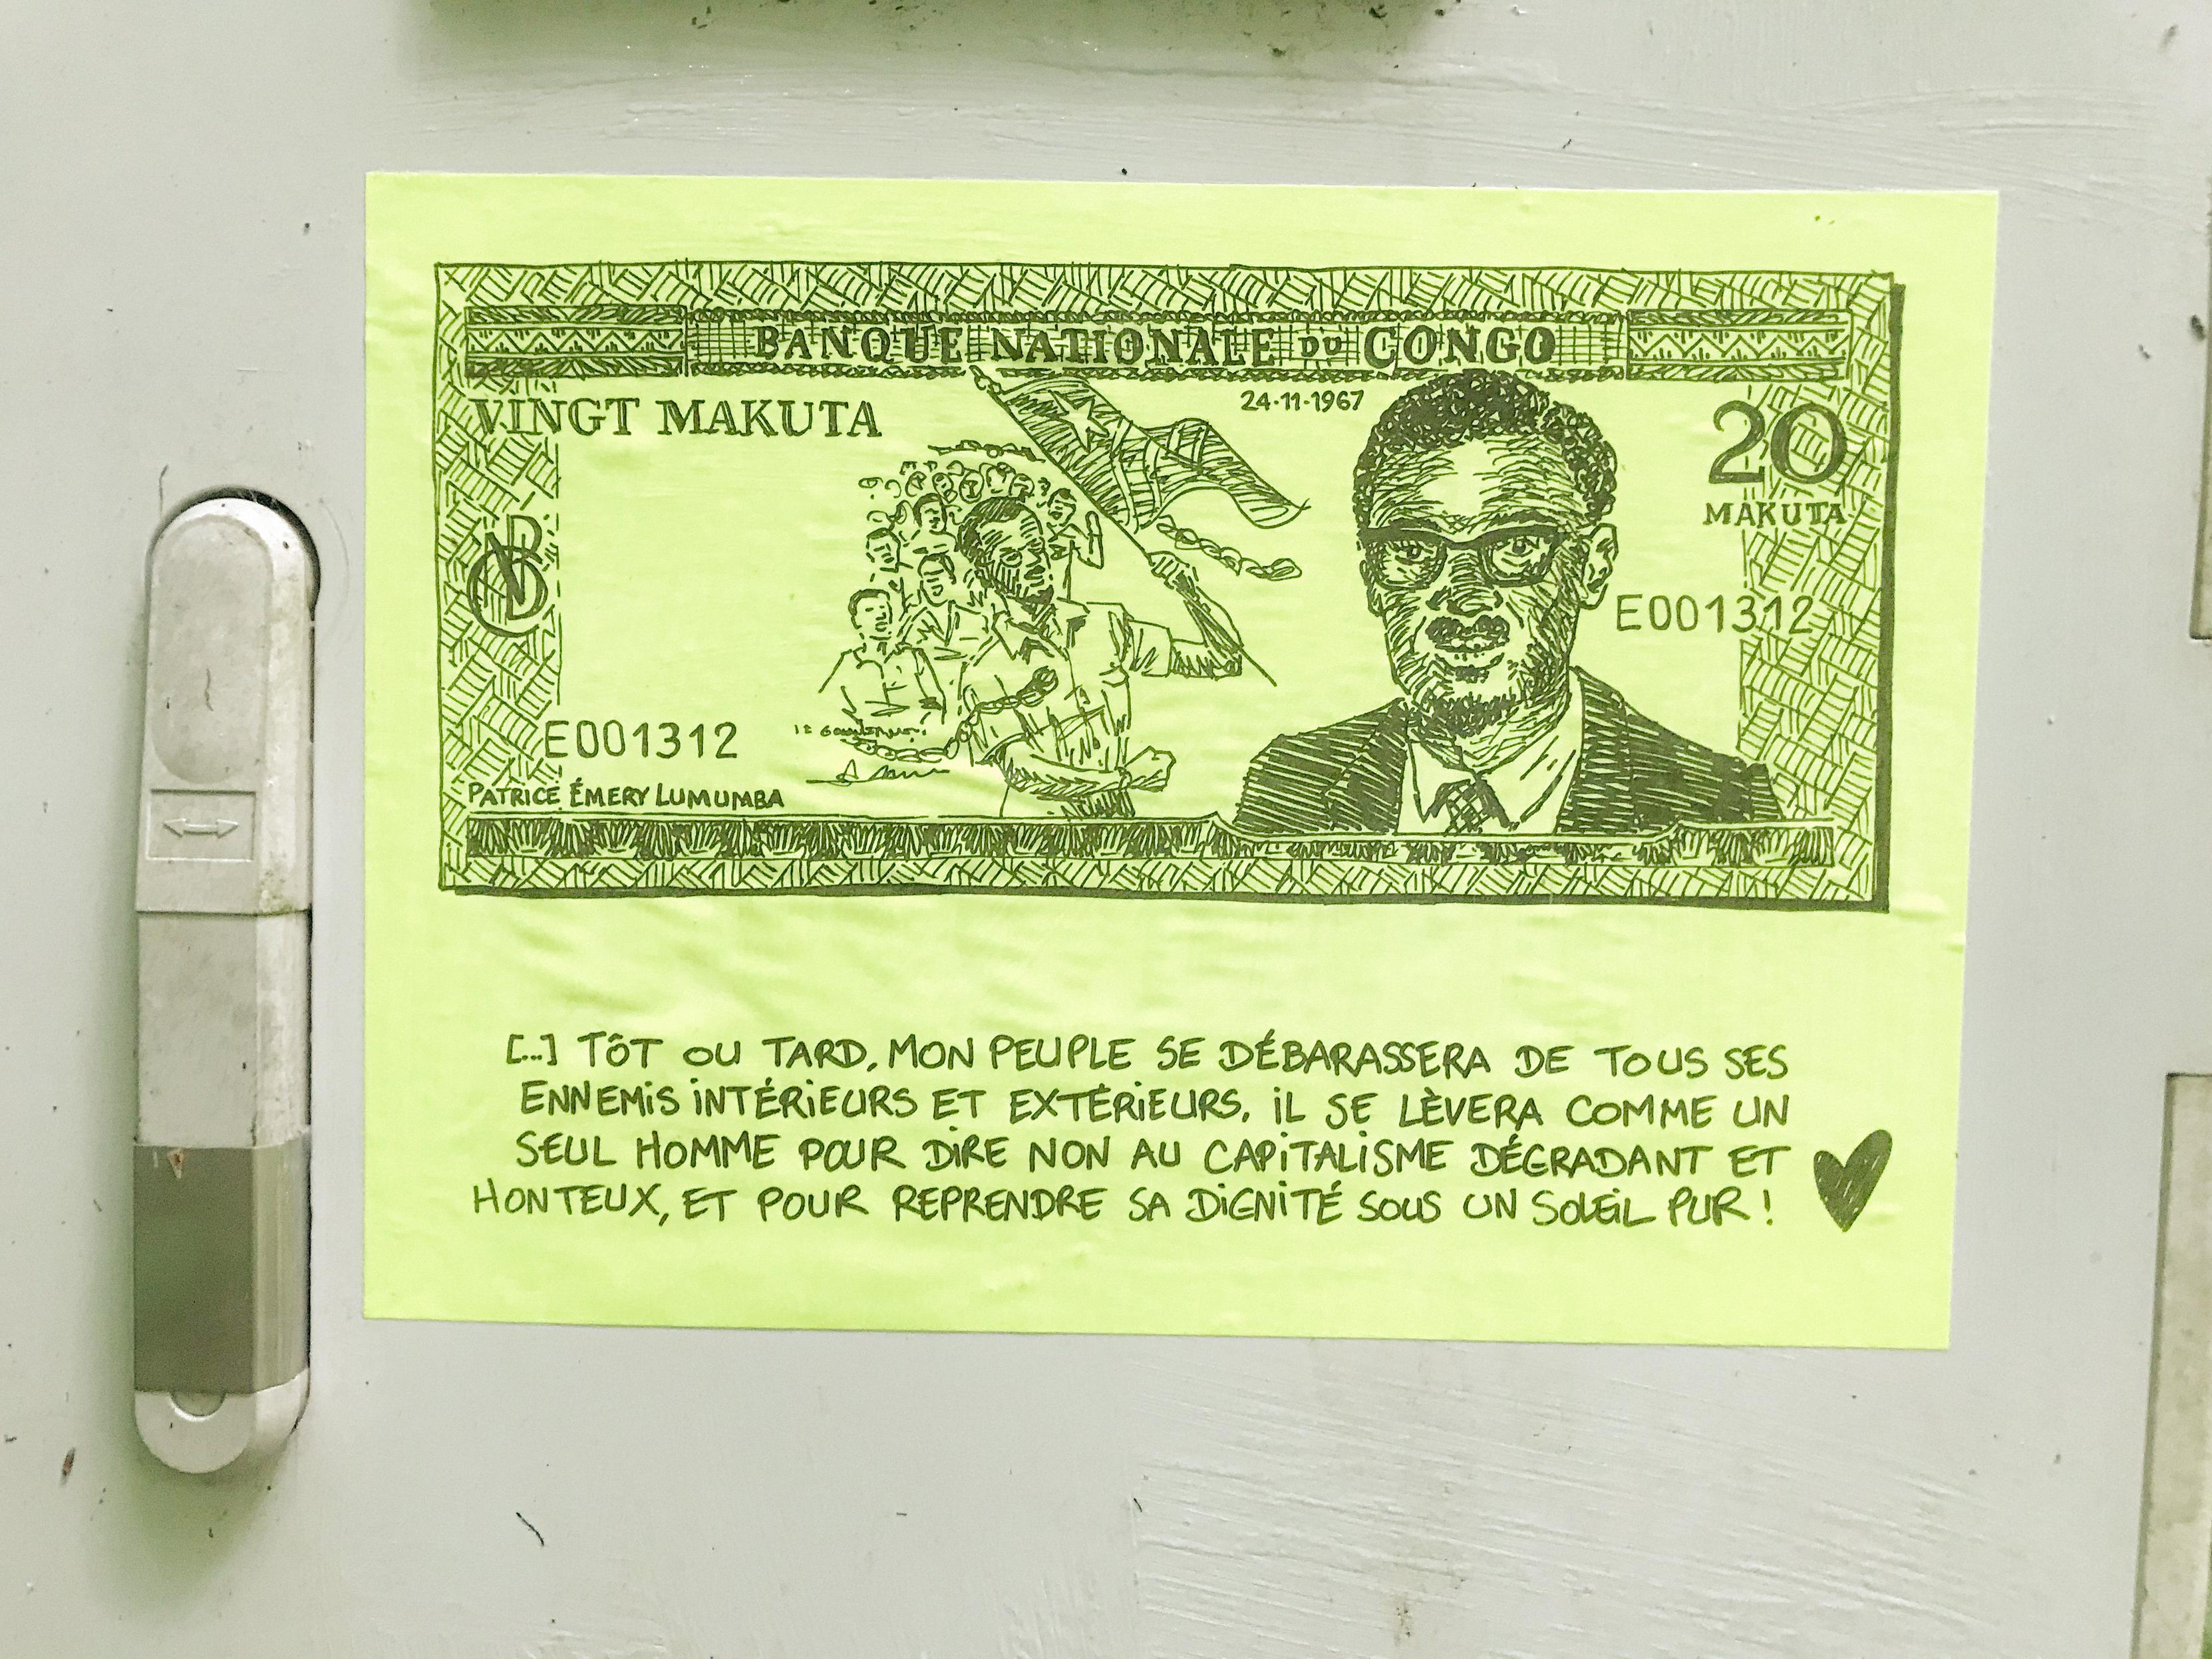 BANQUE NATIONALE DU CONGO
VINGT MAKUTA
24-11-1967
20
MAKUTA
E001312
E001312
PATRICE ÉMERY LUMUMBA
[...] TÔT OU TARD, MON PEUPLE SE DÉBARASSERA DE TOUS SES
ENNEMIS INTÉRIEURS ET EXTÉRIEURS, IL SE LÈVERA COMME UN
SEUL HOMME POUR DIRE NON AU CAPITALISME DÉGRADANT ET
HONTEUX, ET POUR REPRENDRE SA DIGNITÉ SOUS UN SOLEIL PUR !